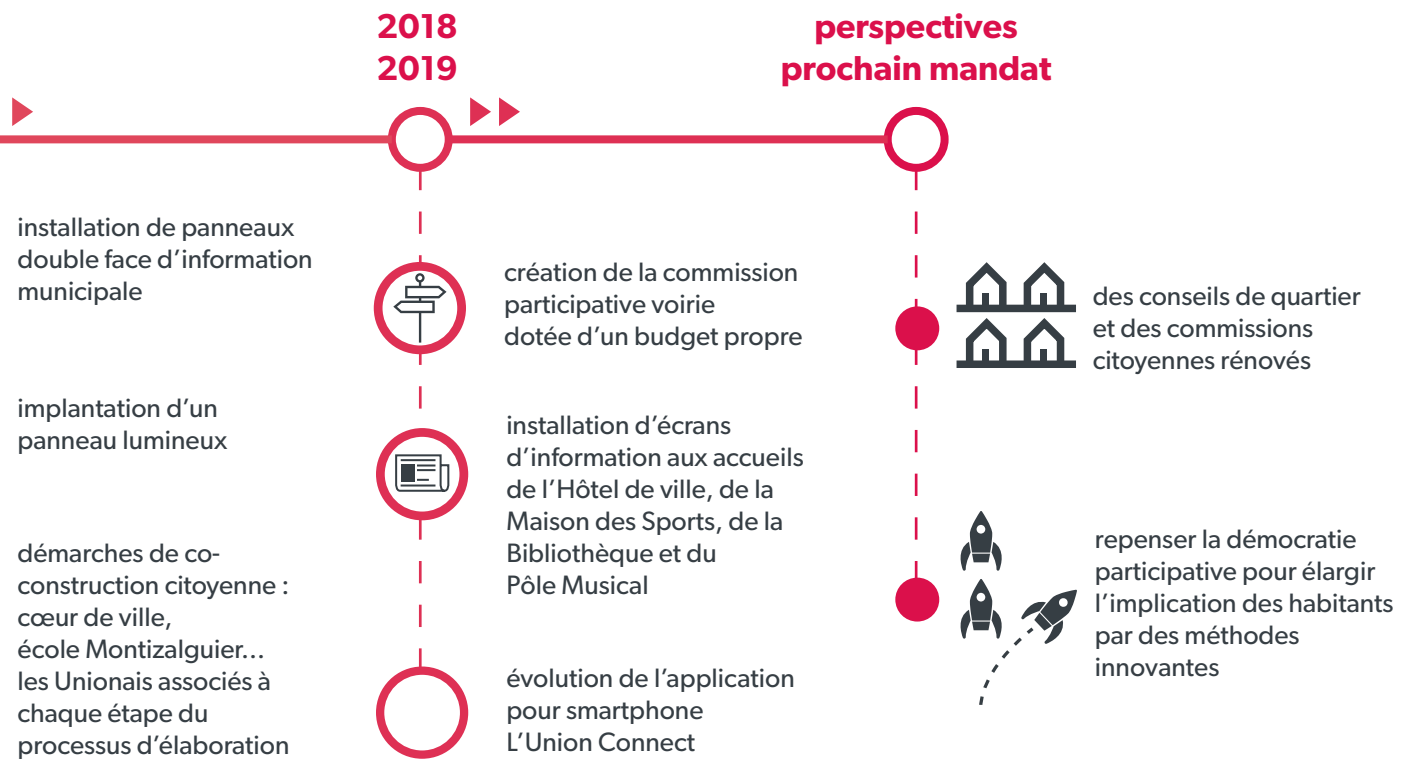 2018
2019
perspectives
prochain mandat
installation de panneaux
double face d’information
municipale
implantation d’un
panneau lumineux
démarches de co-
construction citoyenne :
cœur de ville,
école Montizalguier...
les Unionais associés à
chaque étape du
processus d’élaboration
création de la commission
participative voirie
dotée d’un budget propre
installation d’écrans
d’information aux accueils
de l’Hôtel de ville, de la
Maison des Sports, de la
Bibliothèque et du
Pôle Musical
évolution de l’application
pour smartphone
L’Union Connect
des conseils de quartier
et des commissions
citoyennes rénovés
repenser la démocratie
participative pour élargir
l’implication des habitants
par des méthodes
innovantes